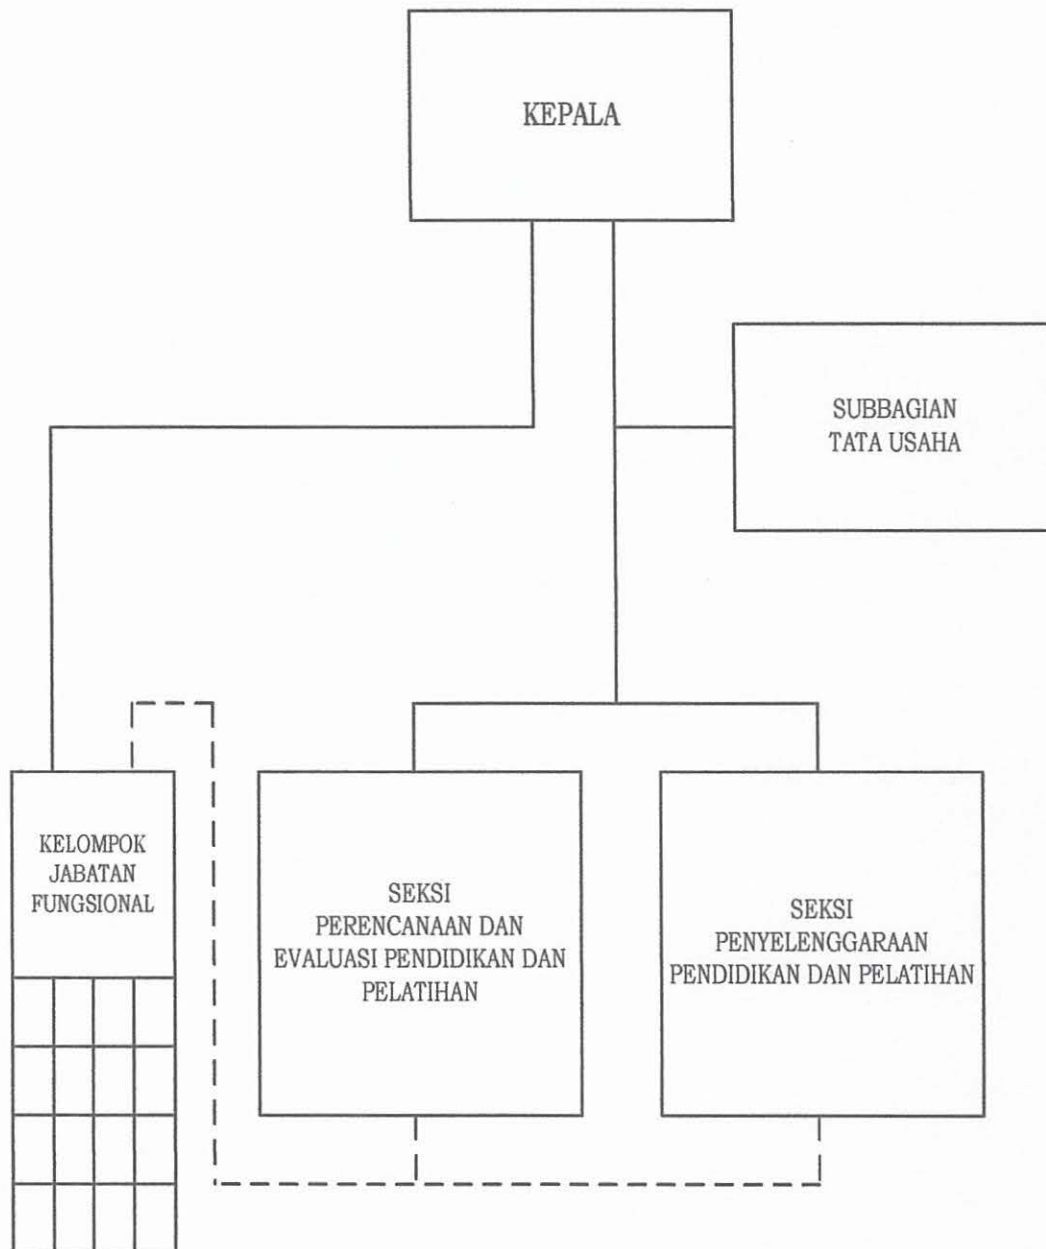 KEPALA
SUBBAGIAN
TATA USAHA
KELOMPOK
JABATAN
FUNGSIONAL
SEKSI
PERENCANAAN DAN
EVALUASI PENDIDIKAN DAN
PELATIHAN
SEKSI
PENYELENGGARAAN
PENDIDIKAN DAN PELATIHAN